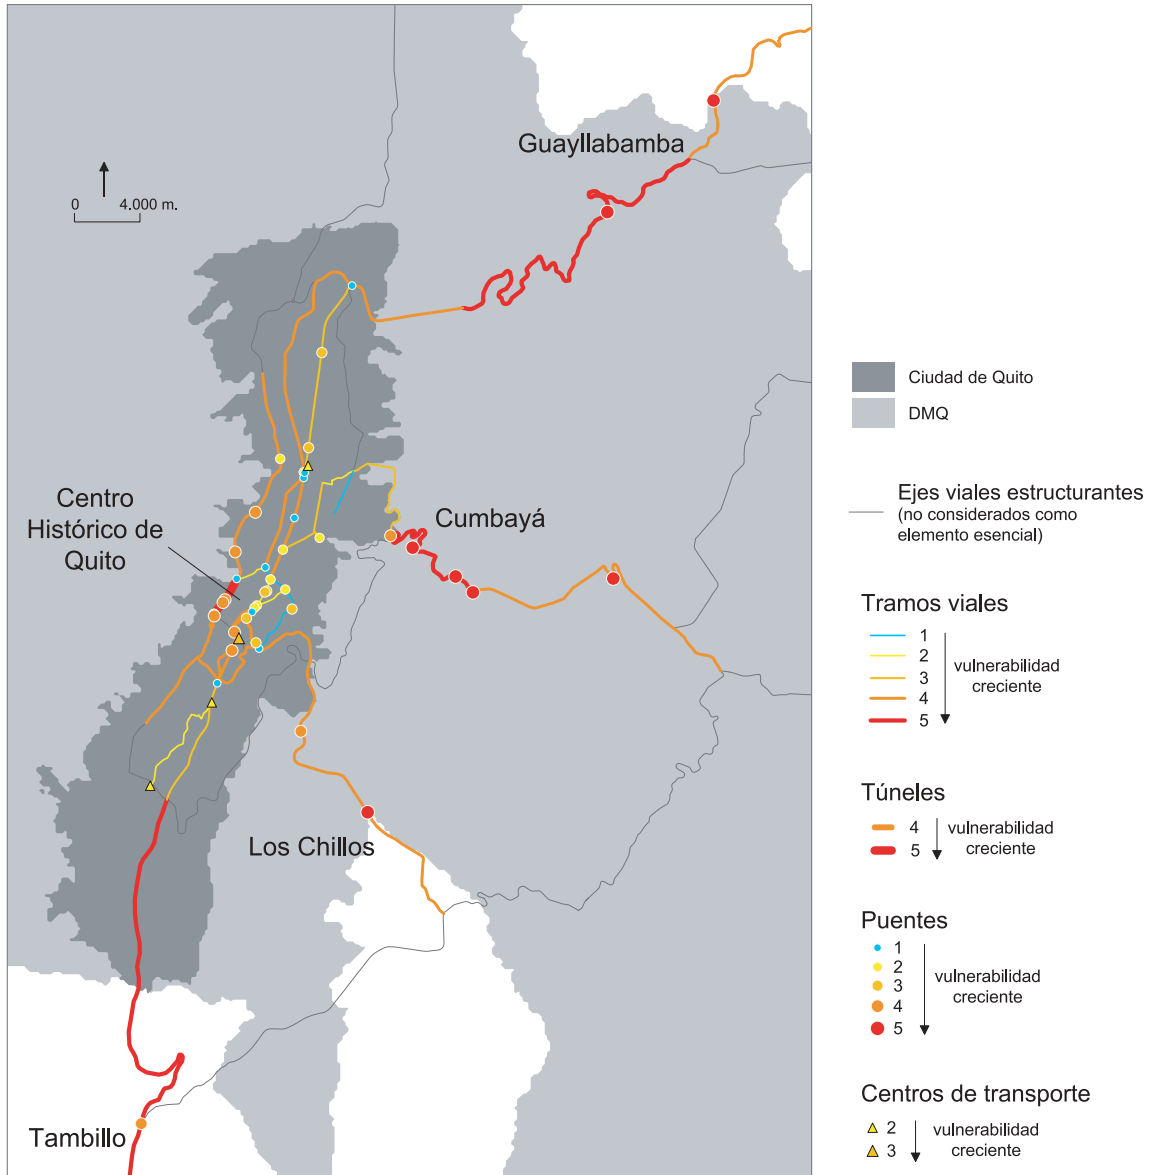 Guayllabamba
0 4.000 m.
Centro
Histórico de
Quito
Cumbayá
Los Chillos
Tambillo
Ciudad de Quito
DMQ
Ejes viales estructurantes
(no considerados como
elemento esencial)
Tramos viales
1
2
3
4
5
vulnerabilidad
creciente
Túneles
4
5
vulnerabilidad
creciente
Puentes
1
2
3
4
5
vulnerabilidad
creciente
Centros de transporte
2
3
vulnerabilidad
creciente